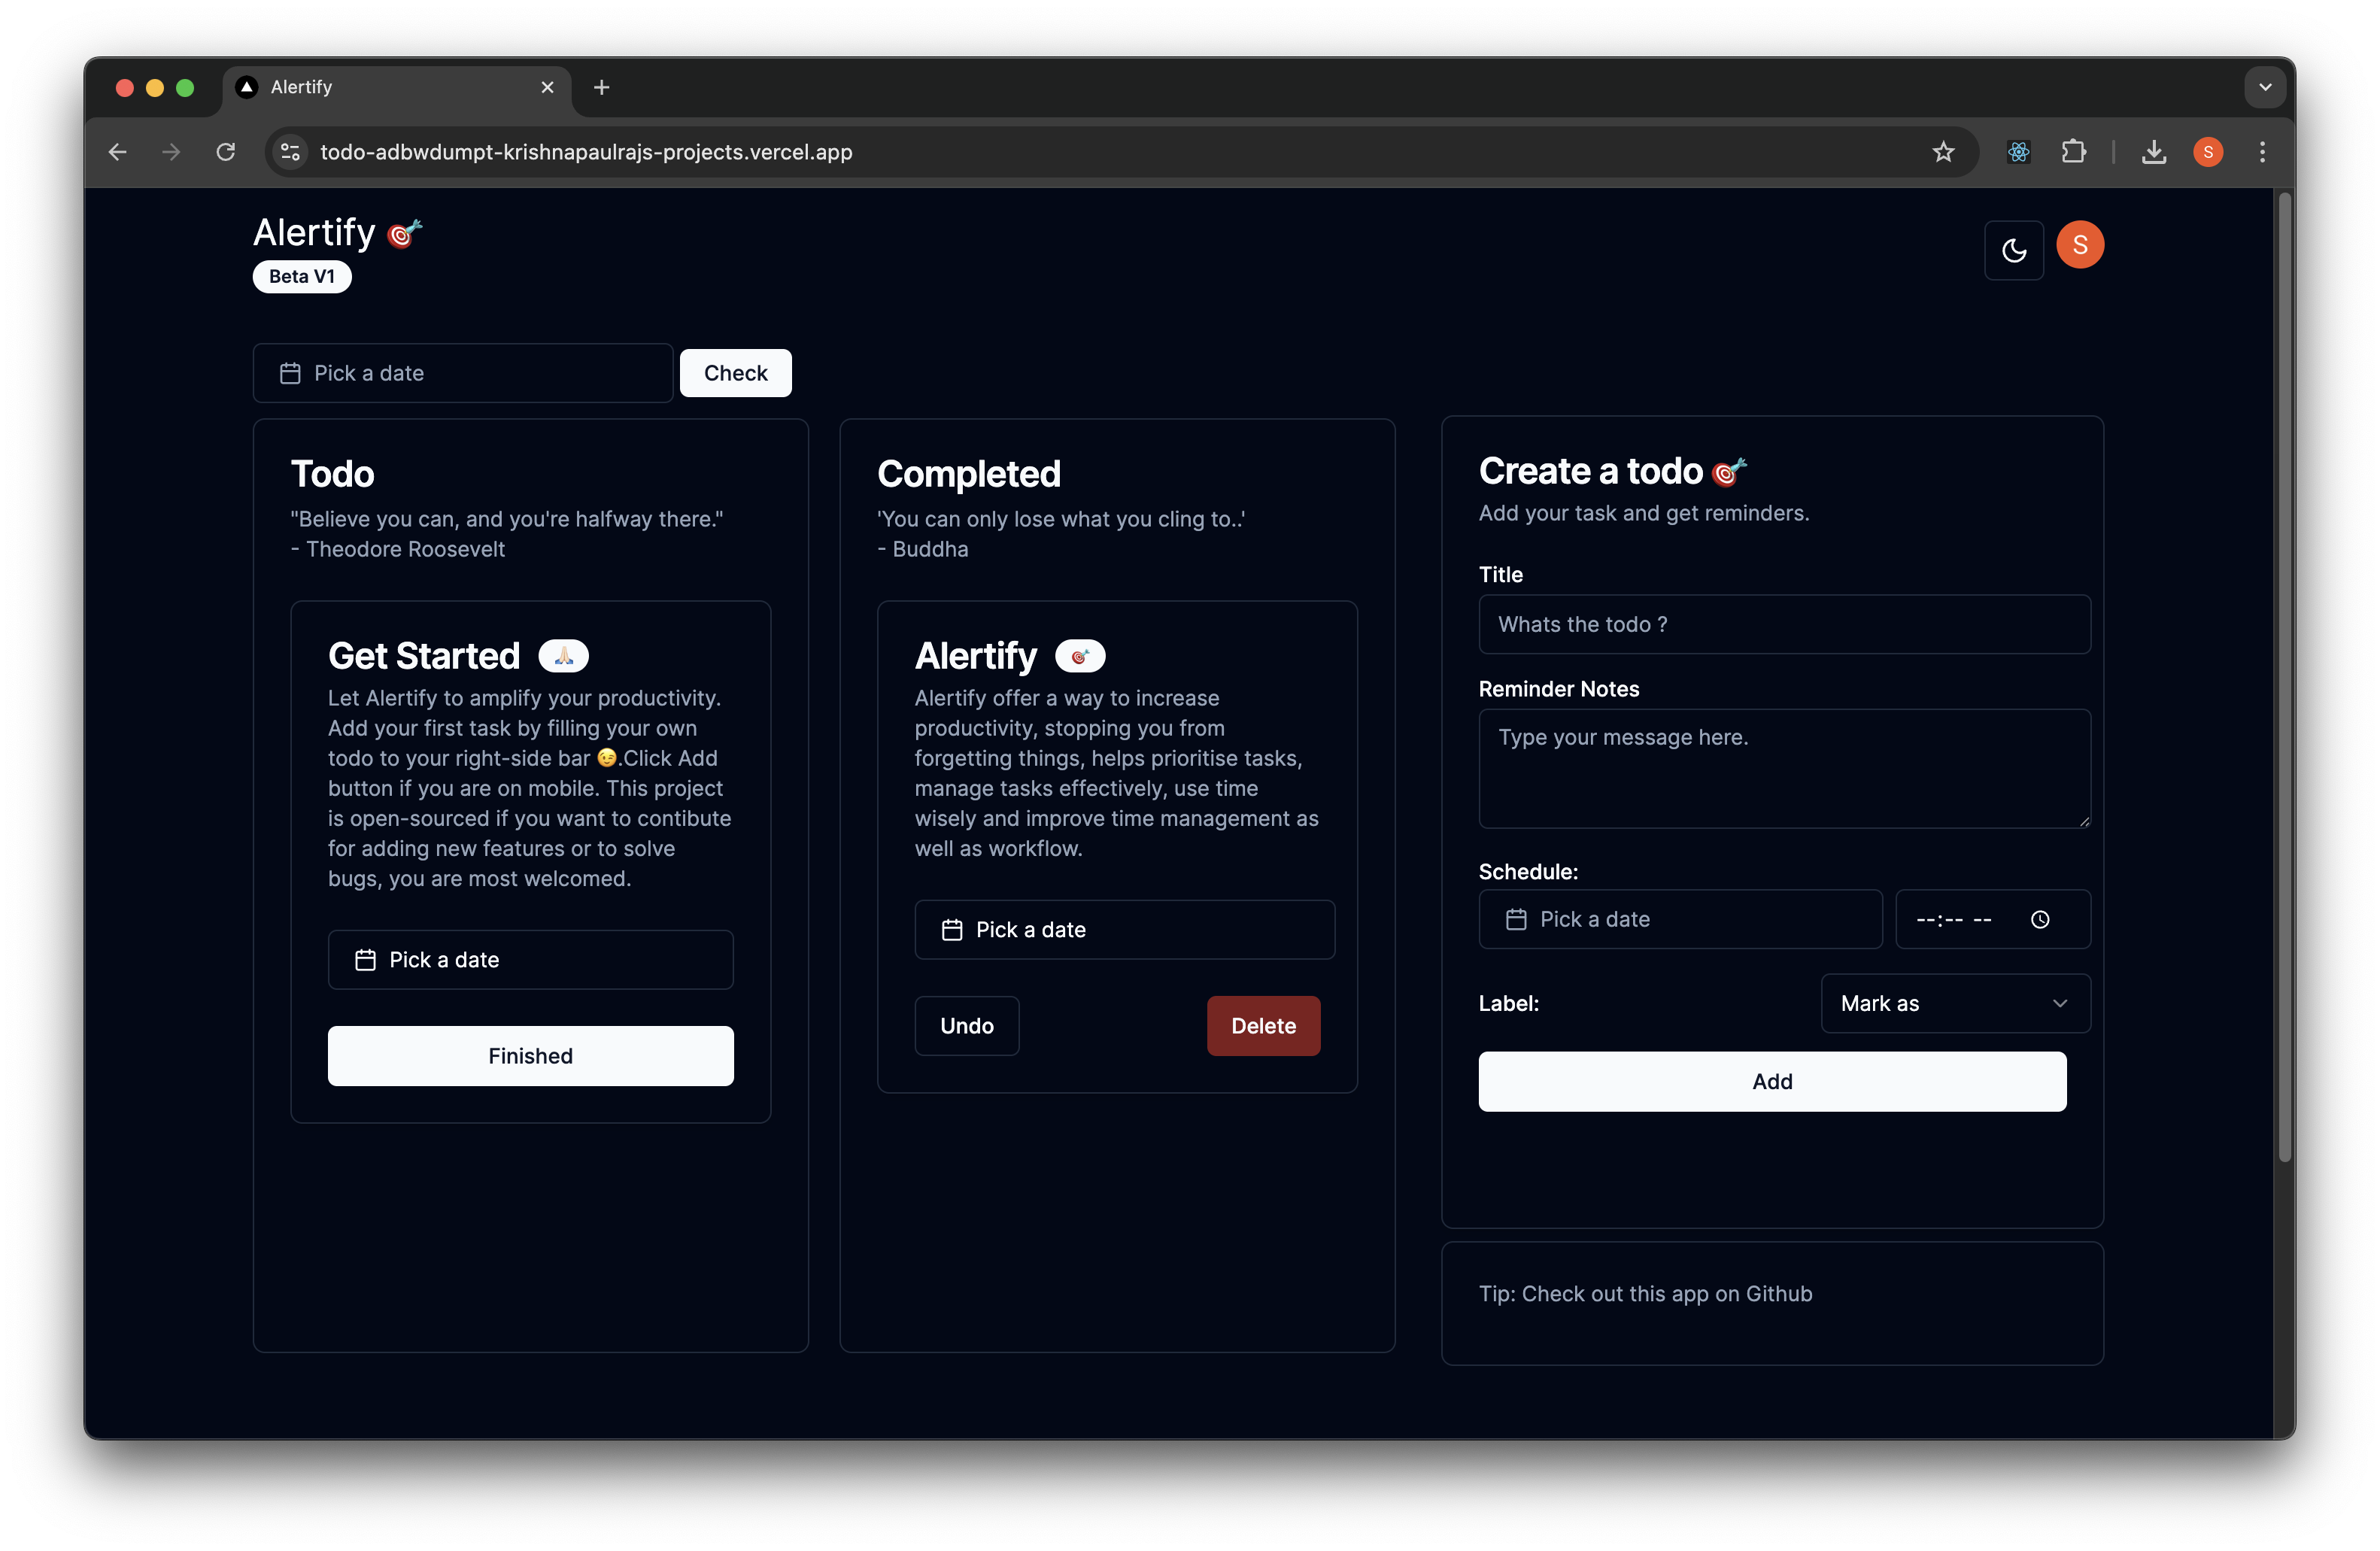 Alertify
todo-adbwdumpt-krishnapaulrajs-projects.vercel.app
S
Alertify 🎯
Beta V1
S
Pick a date
Check
Todo
"Believe you can, and you're halfway there."
- Theodore Roosevelt
Get Started 🙏🏻
Let Alertify to amplify your productivity.
Add your first task by filling your own
todo to your right-side bar 😉.Click Add
button if you are on mobile. This project
is open-sourced if you want to contibute
for adding new features or to solve
bugs, you are most welcomed.
Pick a date
Finished
Completed
'You can only lose what you cling to..'
- Buddha
Alertify 🎯
Alertify offer a way to increase
productivity, stopping you from
forgetting things, helps prioritise tasks,
manage tasks effectively, use time
wisely and improve time management as
well as workflow.
Pick a date
Undo
Delete
Create a todo 🎯
Add your task and get reminders.
Title
Whats the todo ?
Reminder Notes
Type your message here.
Schedule:
Pick a date
--:-- --
Label:
Mark as
Add
Tip: Check out this app on Github